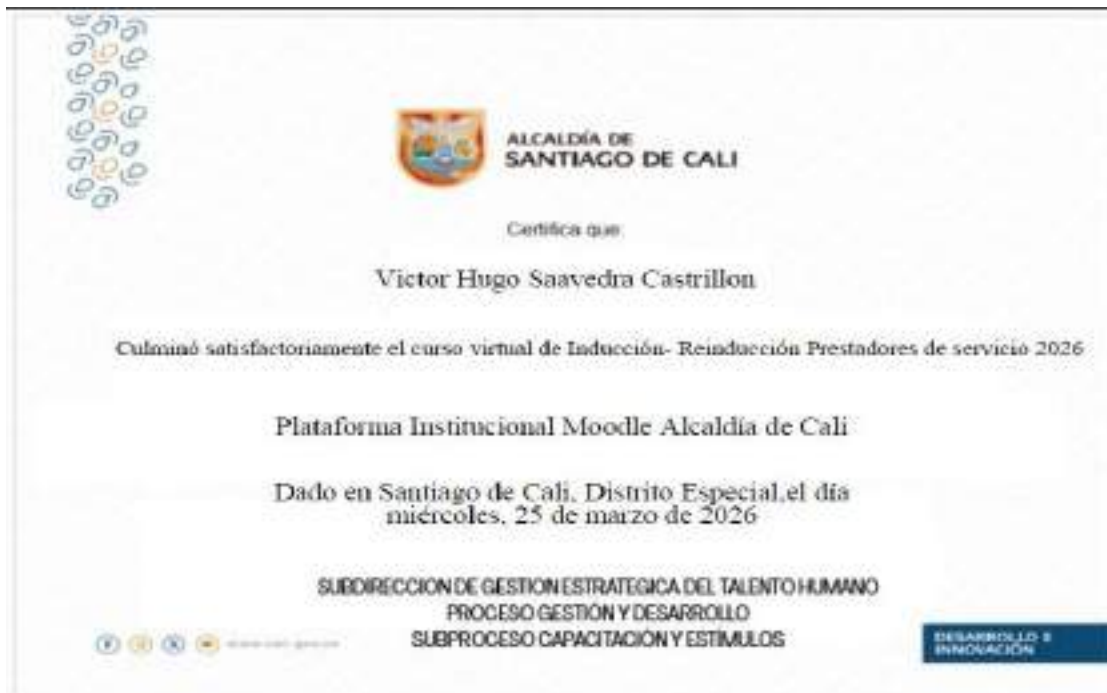 ALCALDÍA DE
SANTIAGO DE CALI
Certifica que:
Victor Hugo Saavedra Castrillon
Culminó satisfactoriamente el curso virtual de Inducción- Reinducción Prestadores de servicio 2026
Plataforma Institucional Moodle Alcaldía de Cali
Dado en Santiago de Cali, Distrito Especial,el día
miércoles, 25 de marzo de 2026
SUBDIRECCION DE GESTION ESTRATEGICA DEL TALENTO HUMANO
PROCESO GESTIÓN Y DESARROLLO
SUBPROCESO CAPACITACIÓN Y ESTÍMULOS
DESARROLLO E
INNOVACIÓN